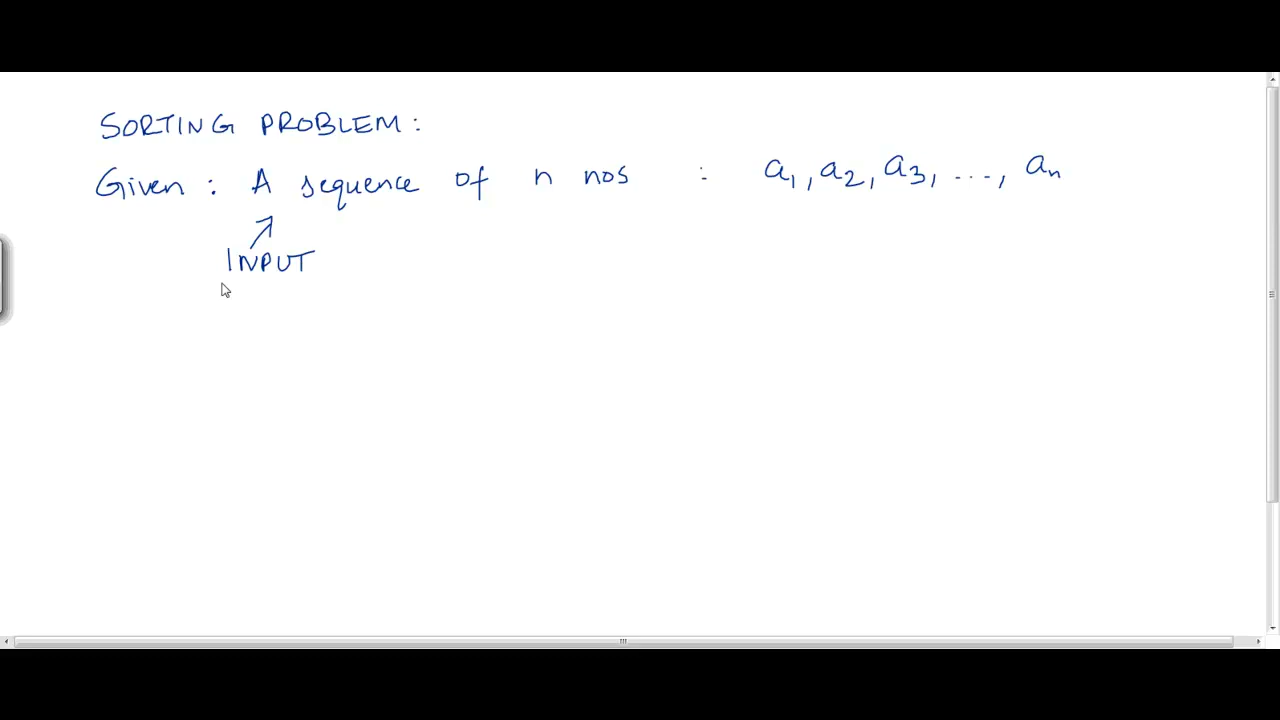 SORTING PROBLEM:
Given: A sequence of n nos : a1, a2, a3, ...., an
INPUT